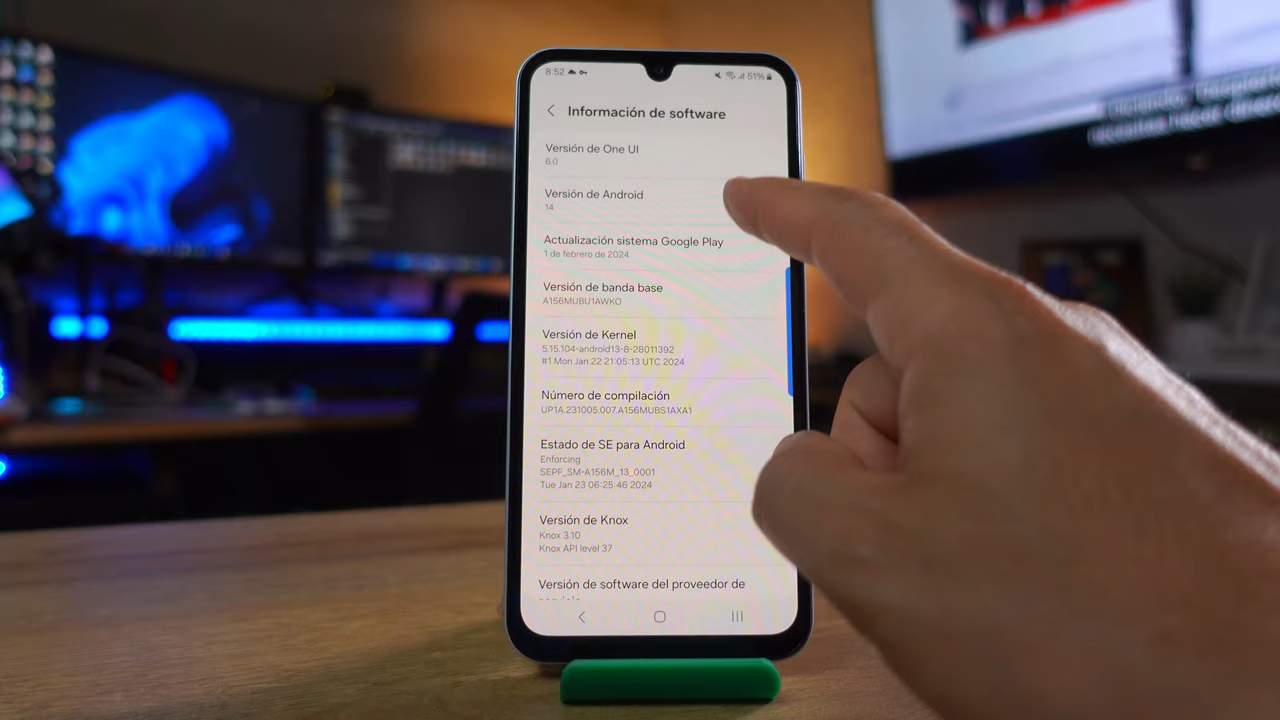 8:52
51%
Información de software
Versión de One UI
6.0
Versión de Android
14
Actualización sistema Google Play
1 de febrero de 2024
Versión de banda base
A156MUBU1AWKO
Versión de Kernel
5.15.104-android13-8-28011392
#1 Mon Jan 22 21:05:13 UTC 2024
Número de compilación
UP1A.231005.007.A156MUBS1AXA1
Estado de SE para Android
Enforcing
SEPF_SM-A156M_13_0001
Tue Jan 23 06:25:46 2024
Versión de Knox
Knox 3.10
Knox API level 37
Versión de software del proveedor de